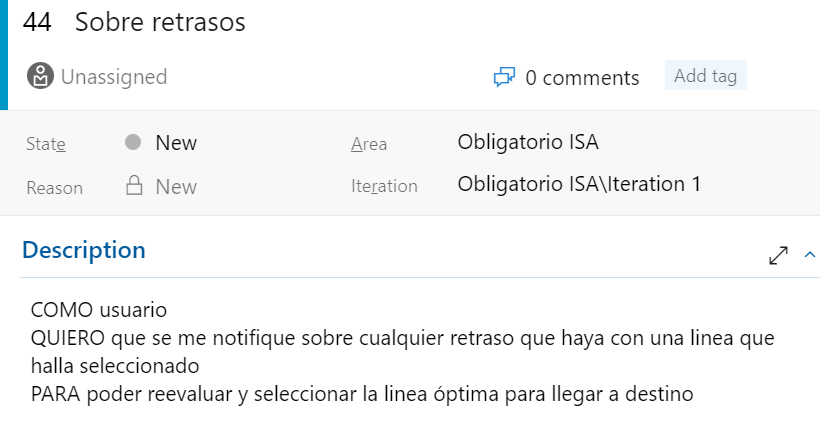 44 Sobre retrasos
Unassigned 0 comments Add tag
State New Area Obligatorio ISA
Reason New Iteration Obligatorio ISA\Iteration 1
Description
COMO usuario
QUIERO que se me notifique sobre cualquier retraso que haya con una linea que
halla seleccionado
PARA poder reevaluar y seleccionar la linea óptima para llegar a destino